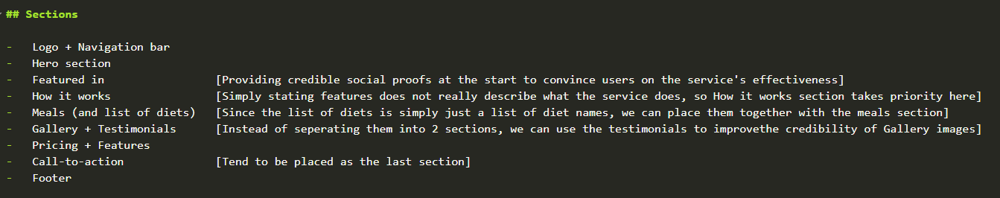 ## Sections
- Logo + Navigation bar
- Hero section
- Featured in [Providing credible social proofs at the start to convince users on the service's effectiveness]
- How it works [Simply stating features does not really describe what the service does, so How it works section takes priority here]
- Meals (and list of diets) [Since the list of diets is simply just a list of diet names, we can place them together with the meals section]
- Gallery + Testimonials [Instead of seperating them into 2 sections, we can use the testimonials to improvethe credibility of Gallery images]
- Pricing + Features
- Call-to-action [Tend to be placed as the last section]
- Footer